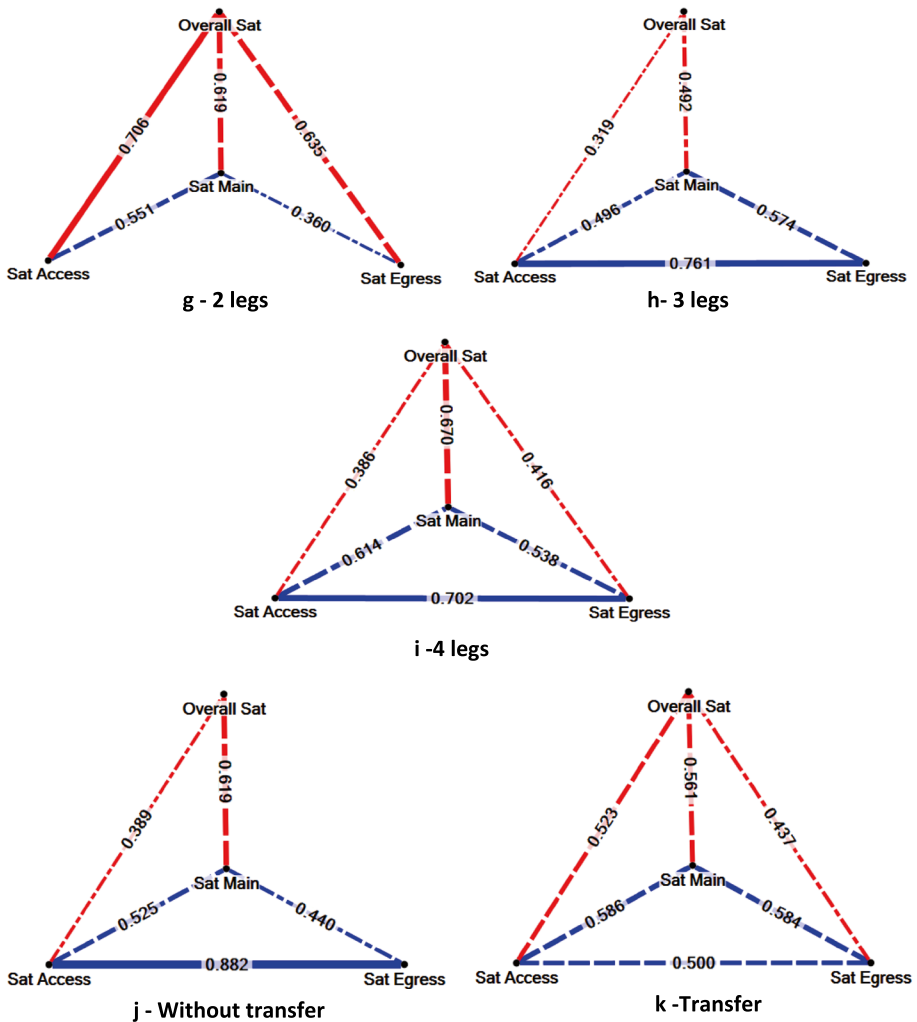 Overall Sat
0.706
0.619
0.635
Sat Main
0.551
0.360
Sat Access
Sat Egress
g - 2 legs
Overall Sat
0.319
0.492
Sat Main
0.496
0.574
Sat Access
0.761
Sat Egress
h- 3 legs
Overall Sat
0.386
0.670
0.416
Sat Main
0.614
0.538
Sat Access
0.702
Sat Egress
i -4 legs
Overall Sat
0.389
0.619
Sat Main
0.525
0.440
Sat Access
0.882
Sat Egress
j - Without transfer
Overall Sat
0.523
0.561
0.437
Sat Main
0.586
0.584
Sat Access
0.500
Sat Egress
k -Transfer